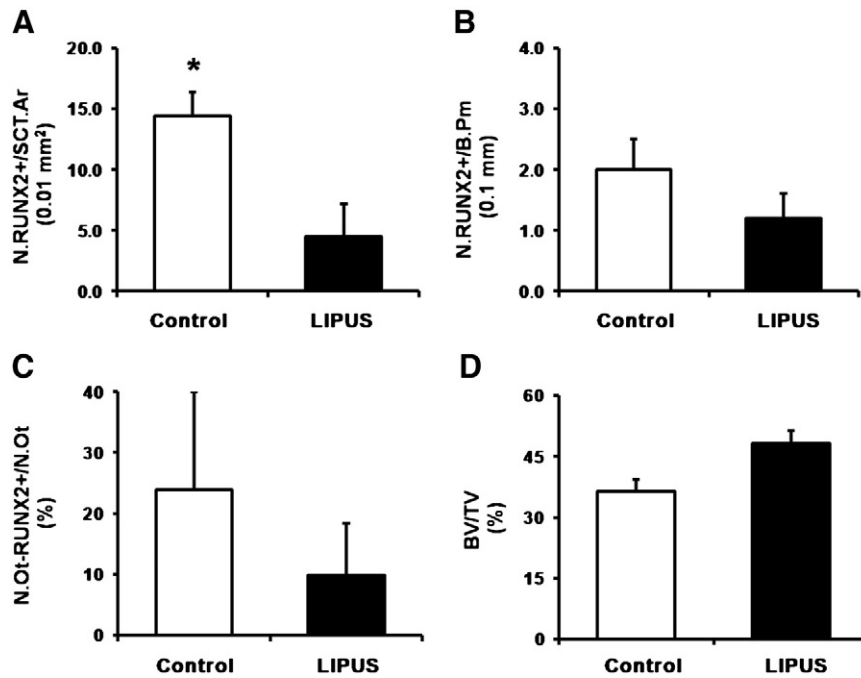 A
N.RUNX2+/SCT.Ar
(0.01 mm²)
20.0
15.0
10.0
5.0
0.0
*
Control
LIPUS
B
N.RUNX2+/B.Pm
(0.1 mm)
4.0
3.0
2.0
1.0
0.0
Control
LIPUS
C
N.Ot-RUNX2+/N.Ot
(%)
40
30
20
10
0
Control
LIPUS
D
BV/TV
(%)
60
45
30
15
0
Control
LIPUS